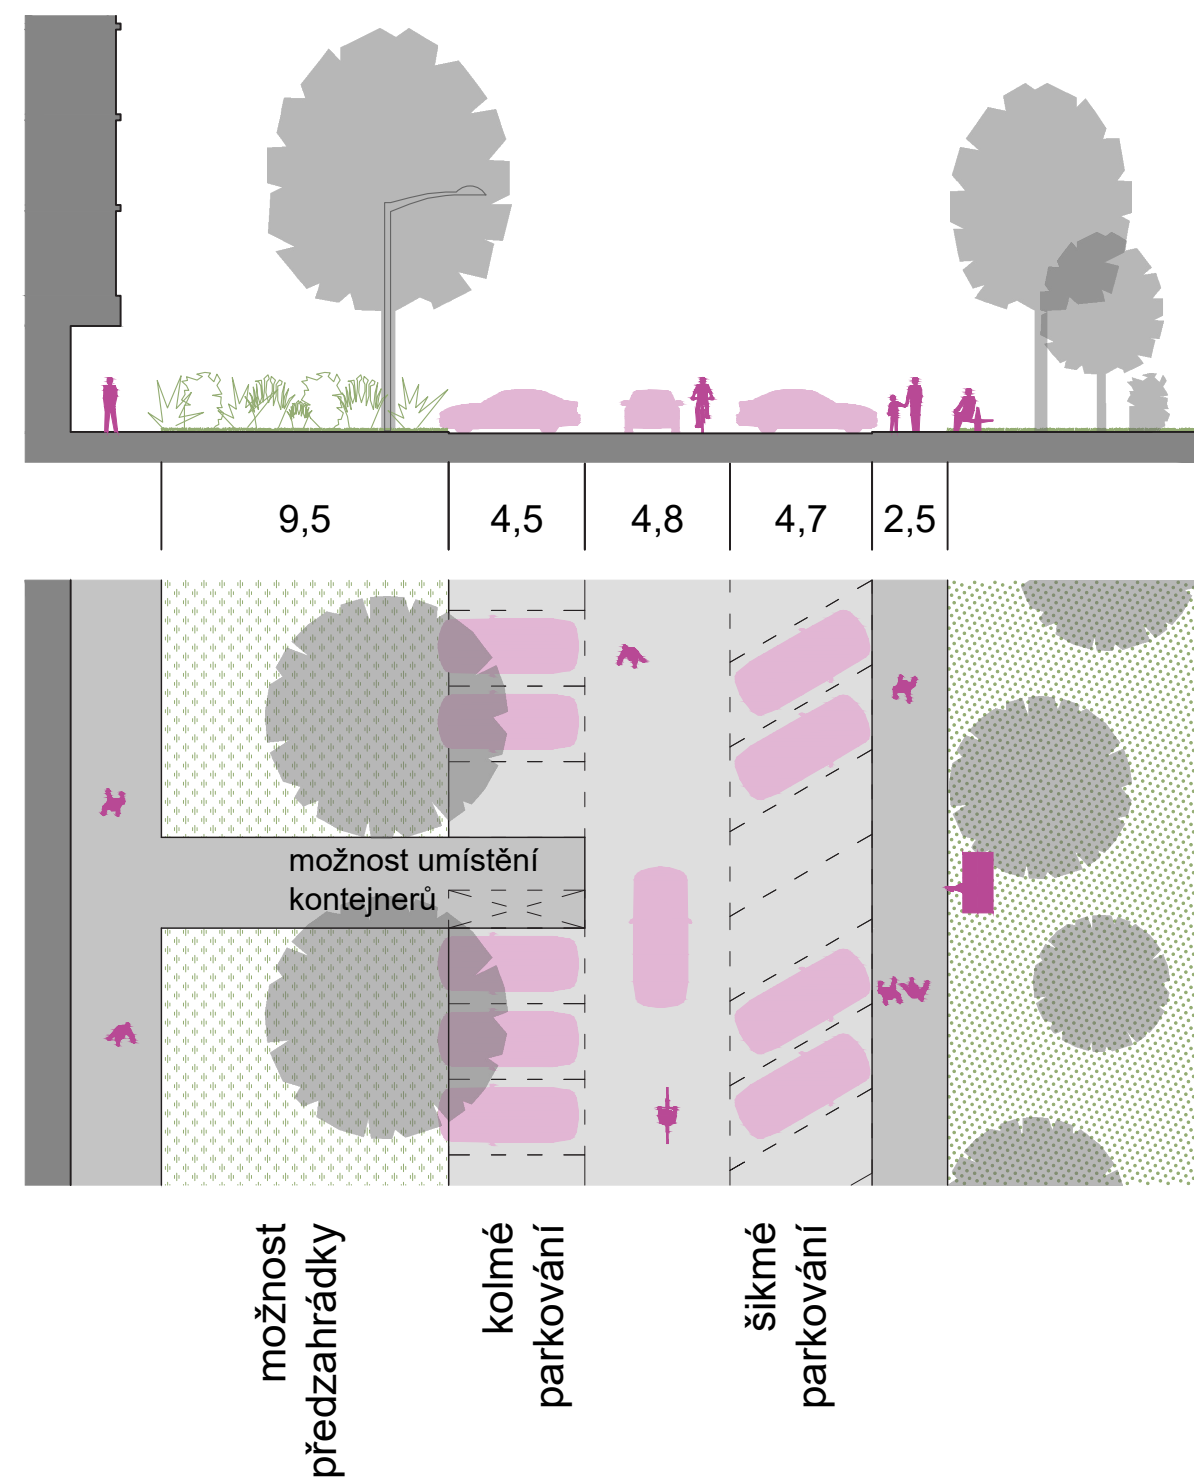 9,5
4,5
4,8
4,7
2,5
možnost umístění
kontejnerů
možnost
předzahrádky
kolmé
parkování
šikmé
parkování